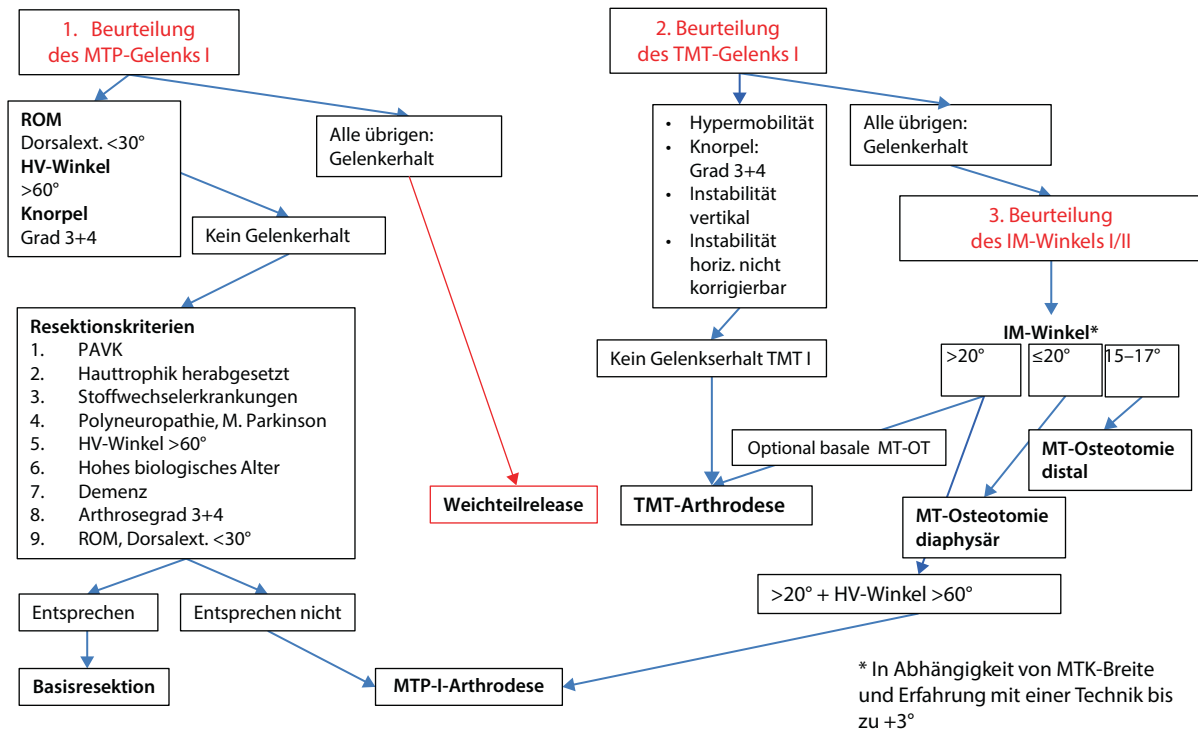 1. Beurteilung
des MTP-Gelenks I
ROM
Dorsalext. <30°
HV-Winkel
>60°
Knorpel
Grad 3+4
Alle übrigen:
Gelenkerhalt
Kein Gelenkerhalt
Resektionskriterien
1. PAVK
2. Hauttrophik herabgesetzt
3. Stoffwechselerkrankungen
4. Polyneuropathie, M. Parkinson
5. HV-Winkel >60°
6. Hohes biologisches Alter
7. Demenz
8. Arthrosegrad 3+4
9. ROM, Dorsalext. <30°
Entsprechen
Entsprechen nicht
Basisresektion
MTP-I-Arthrodese
Weichteilrelease
2. Beurteilung
des TMT-Gelenks I
• Hypermobilität
• Knorpel:
Grad 3+4
• Instabilität
vertikal
• Instabilität
horiz. nicht
korrigierbar
Alle übrigen:
Gelenkerhalt
Kein Gelenkserhalt TMT I
3. Beurteilung
des IM-Winkels I/II
IM-Winkel*
>20°
≤20°
15–17°
Optional basale MT-OT
TMT-Arthrodese
MT-Osteotomie
distal
MT-Osteotomie
diaphysär
>20° + HV-Winkel >60°
* In Abhängigkeit von MTK-Breite
und Erfahrung mit einer Technik bis
zu +3°